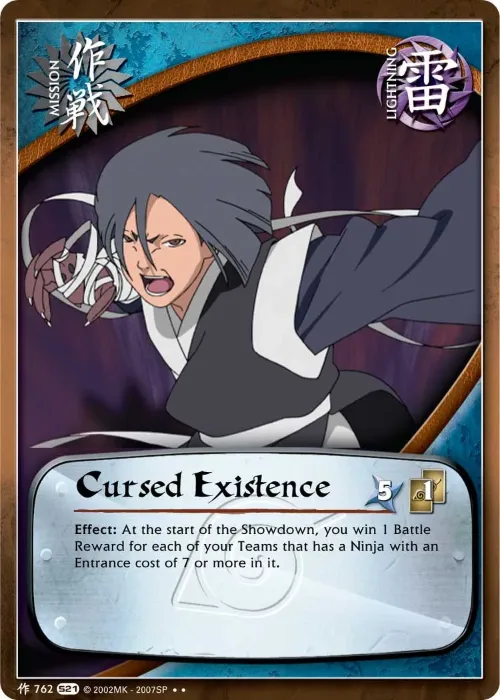 MISSION
作戦
LIGHTNING
雷
Cursed Existence 5 1
Effect: At the start of the Showdown, you win 1 Battle
Reward for each of your Teams that has a Ninja with an
Entrance cost of 7 or more in it.
作 762 S21 © 2002MK - 2007SP